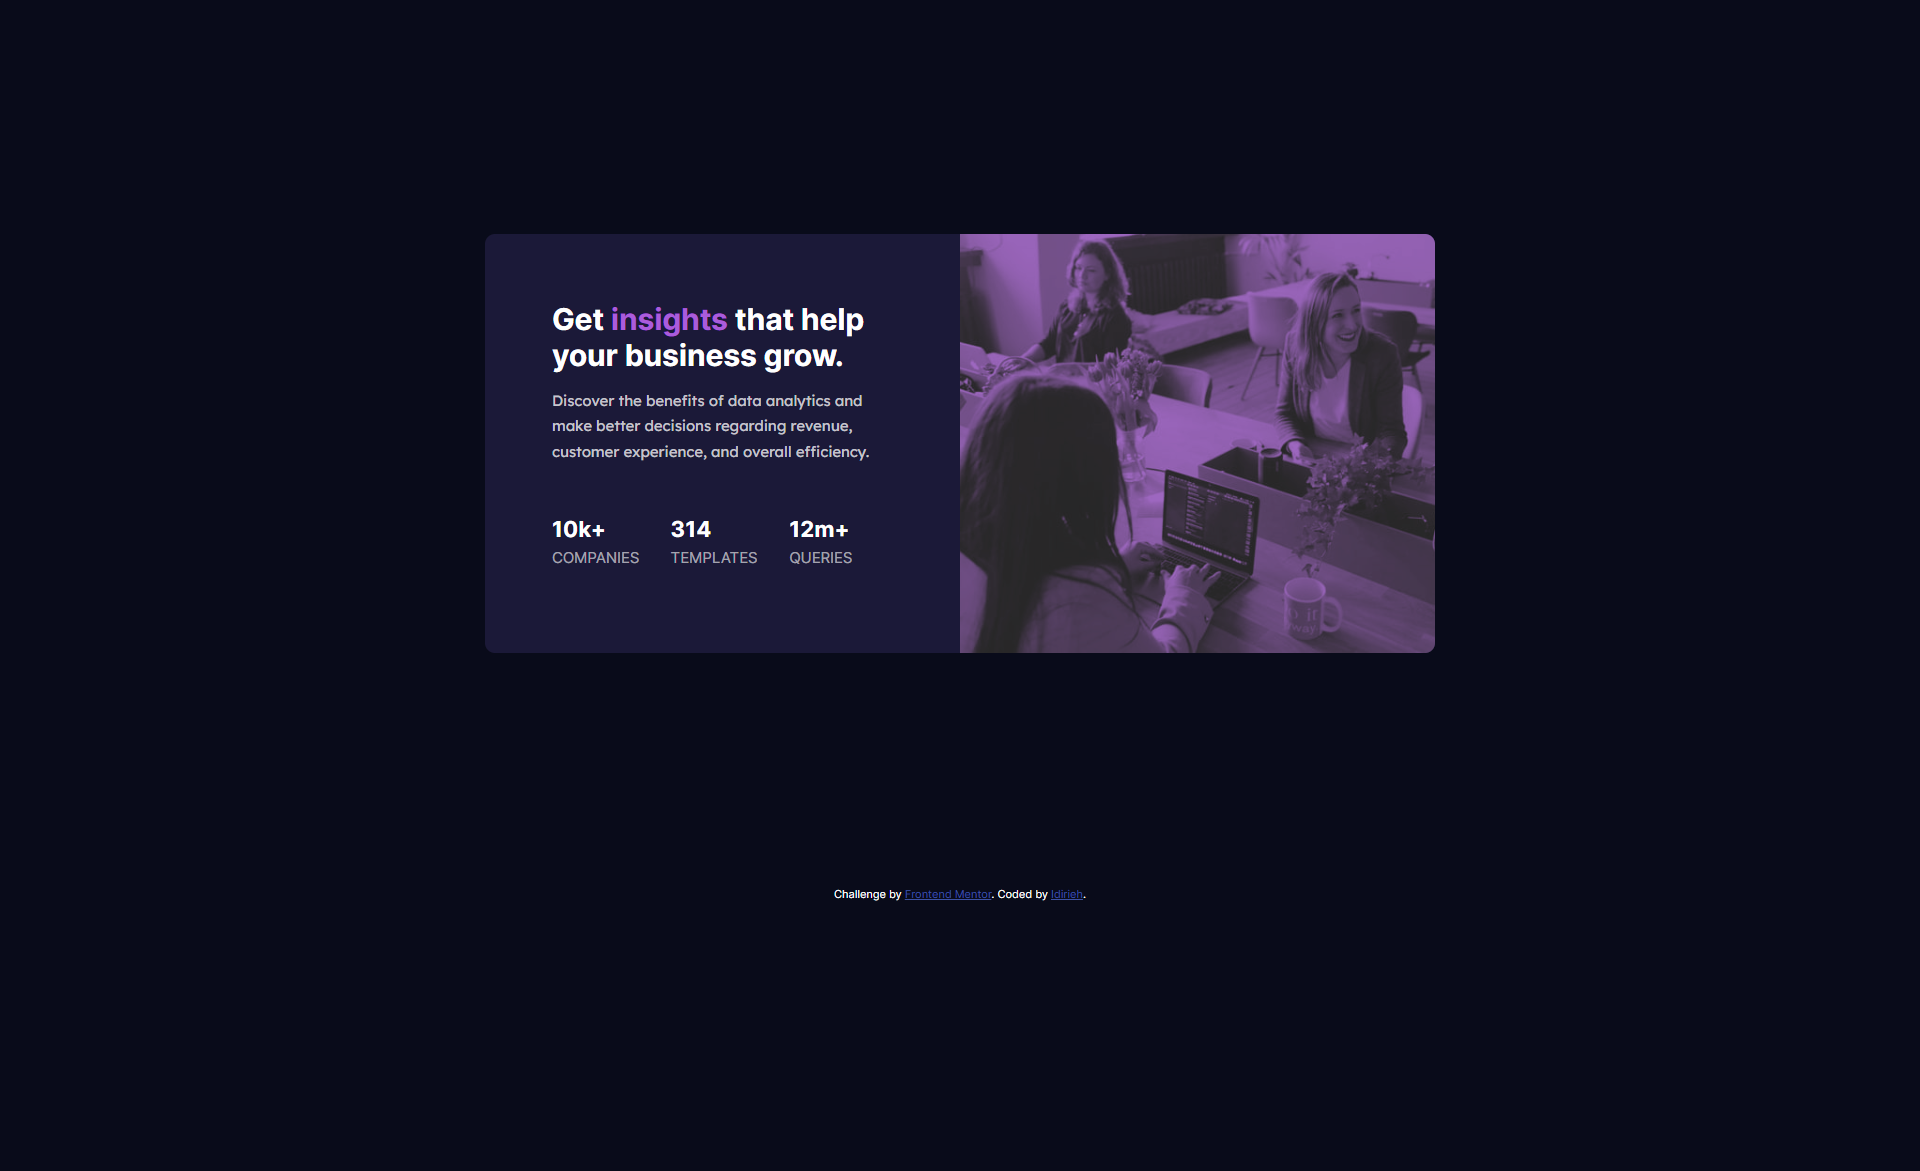 Get insights that help
your business grow.
Discover the benefits of data analytics and
make better decisions regarding revenue,
customer experience, and overall efficiency.
10k+ 314 12m+
COMPANIES TEMPLATES QUERIES
Challenge by Frontend Mentor. Coded by Idirieh.